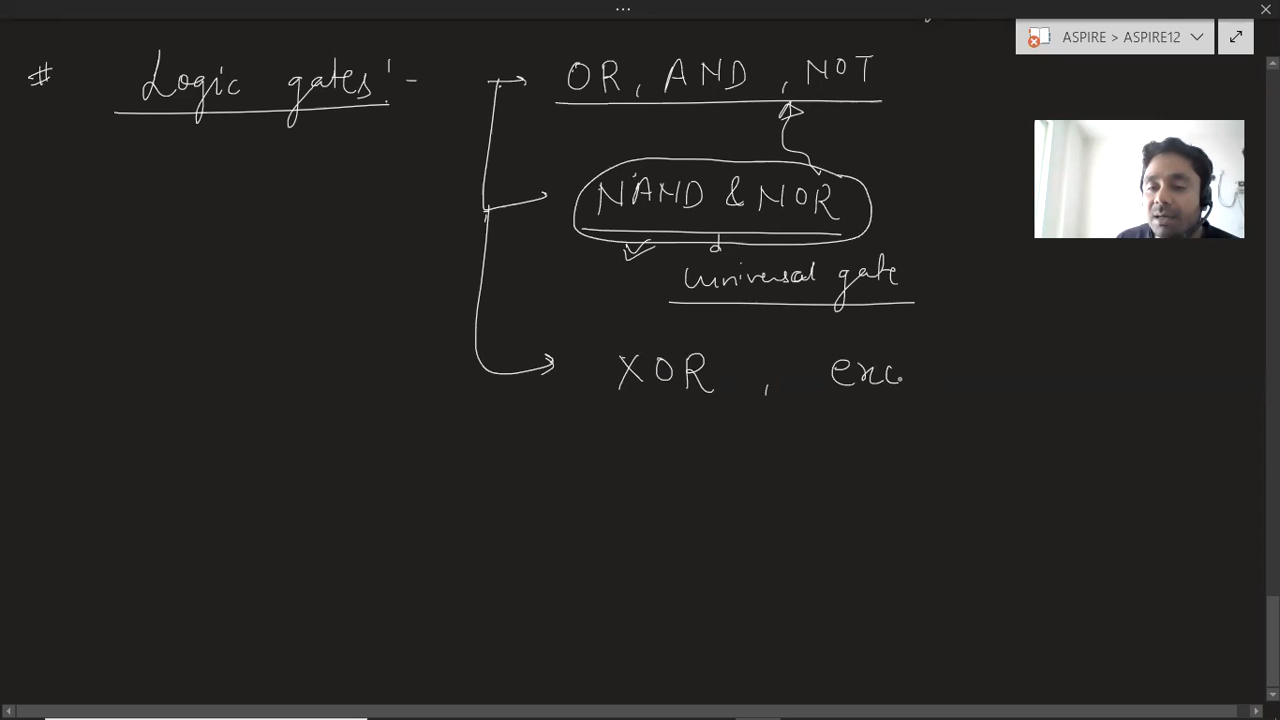 ASPIRE > ASPIRE12
# Logic gates :-
OR, AND, NOT
NAND & NOR
universal gate
XOR , exc